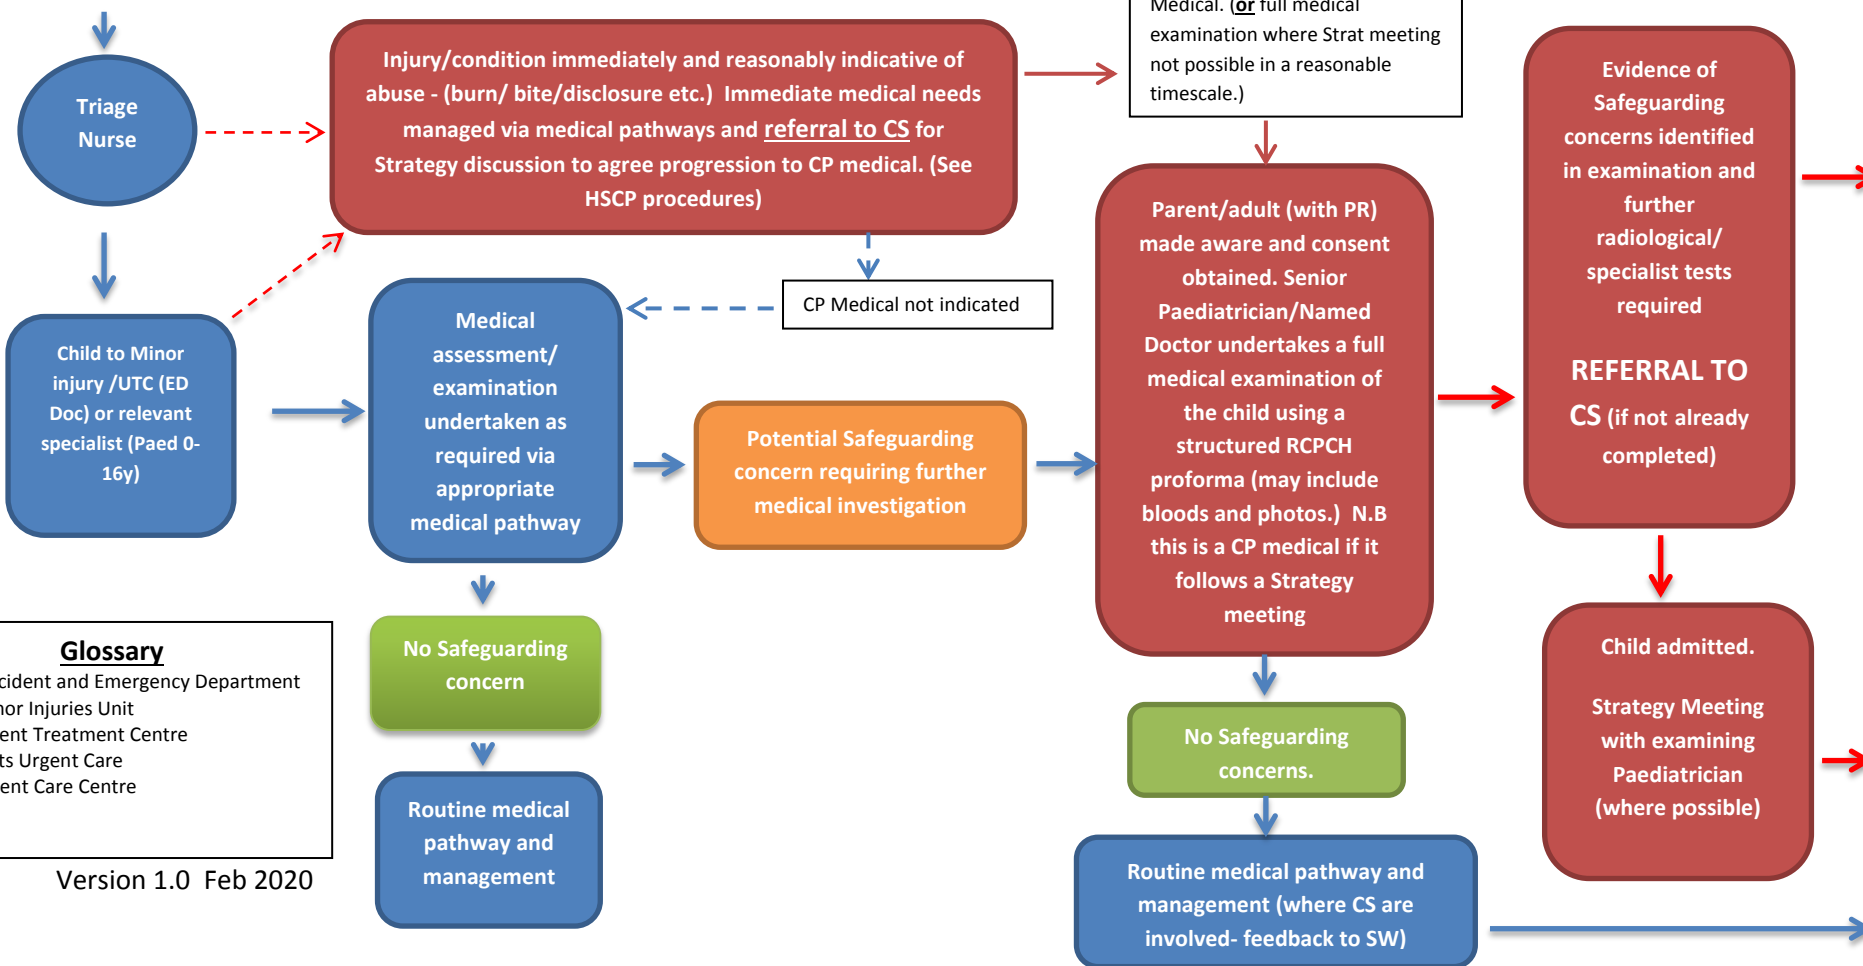 Medical. (or full medical
examination where Strat meeting
not possible in a reasonable
timescale.)
Triage
Nurse
Injury/condition immediately and reasonably indicative of
abuse - (burn/ bite/disclosure etc.) Immediate medical needs
managed via medical pathways and referral to CS for
Strategy discussion to agree progression to CP medical. (See
HSCP procedures)
Evidence of
Safeguarding
concerns identified
in examination and
further
radiological/
specialist tests
required
REFERRAL TO
CS (if not already
completed)
Parent/adult (with PR)
made aware and consent
obtained. Senior
Paediatrician/Named
Doctor undertakes a full
medical examination of
the child using a
structured RCPCH
proforma (may include
bloods and photos.) N.B
this is a CP medical if it
follows a Strategy
meeting
CP Medical not indicated
Child to Minor
injury /UTC (ED
Doc) or relevant
specialist (Paed 0-
16y)
Medical
assessment/
examination
undertaken as
required via
appropriate
medical pathway
Potential Safeguarding
concern requiring further
medical investigation
No Safeguarding
concern
Routine medical
pathway and
management
No Safeguarding
concerns.
Routine medical pathway and
management (where CS are
involved- feedback to SW)
Child admitted.
Strategy Meeting
with examining
Paediatrician
(where possible)
Glossary
cident and Emergency Department
nor Injuries Unit
ent Treatment Centre
ts Urgent Care
ent Care Centre
Version 1.0 Feb 2020